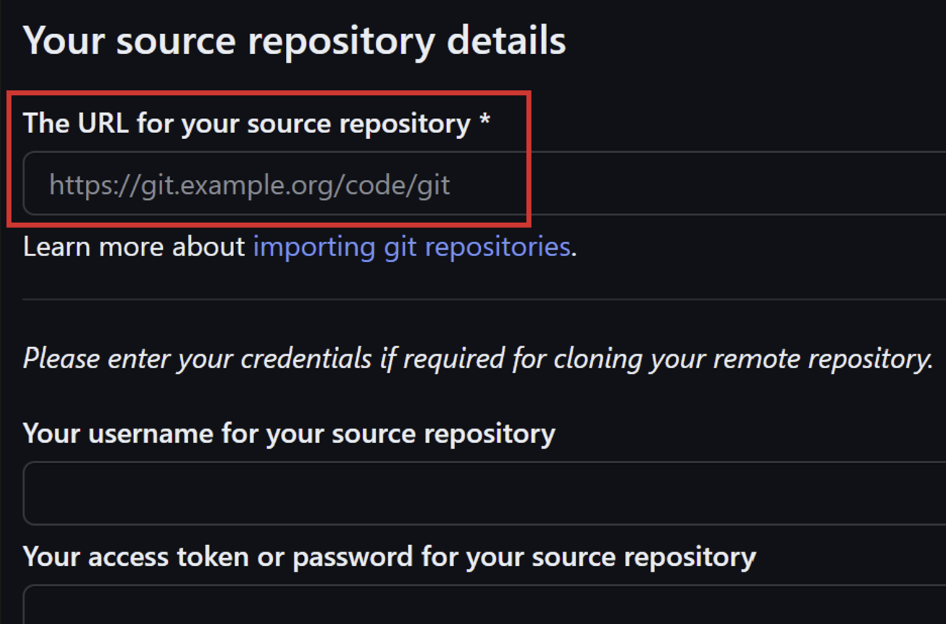 Your source repository details
The URL for your source repository *
https://git.example.org/code/git
Learn more about importing git repositories.
Please enter your credentials if required for cloning your remote repository.
Your username for your source repository
Your access token or password for your source repository